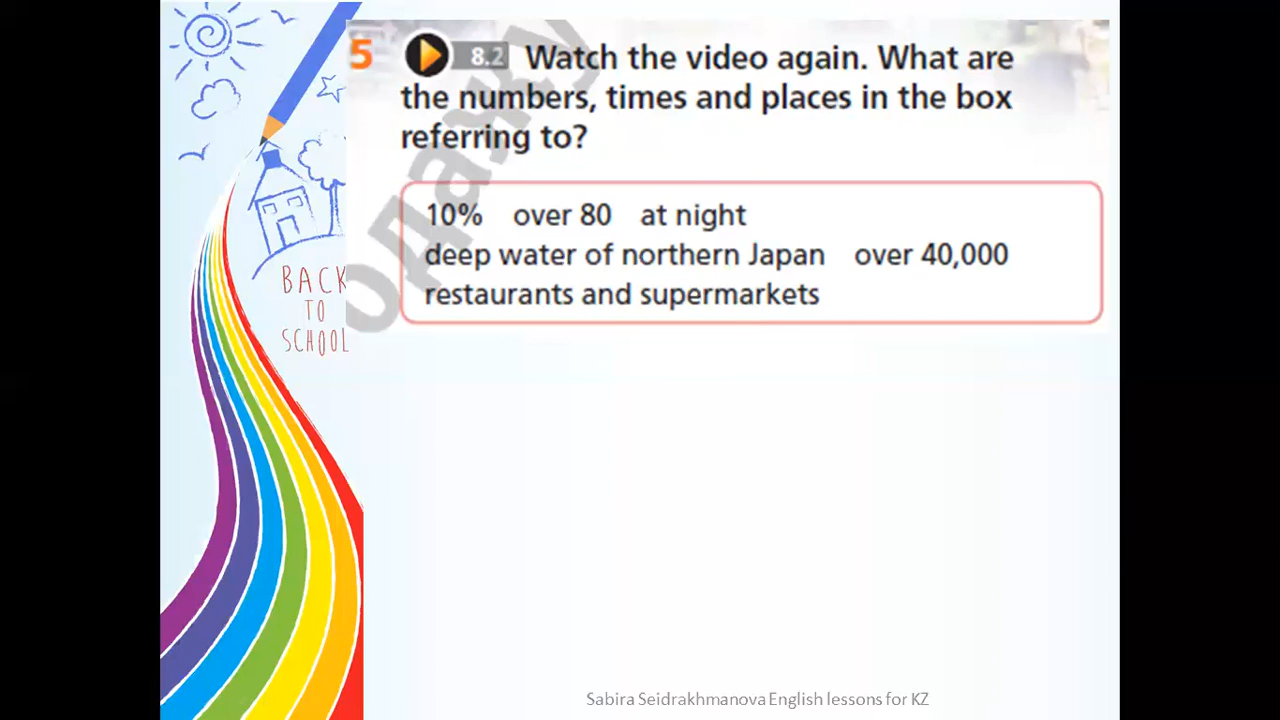 5 8.2 Watch the video again. What are
the numbers, times and places in the box
referring to?
10% over 80 at night
deep water of northern Japan over 40,000
restaurants and supermarkets
BACK
TO
SCHOOL
Sabira Seidrakhmanova English lessons for KZ